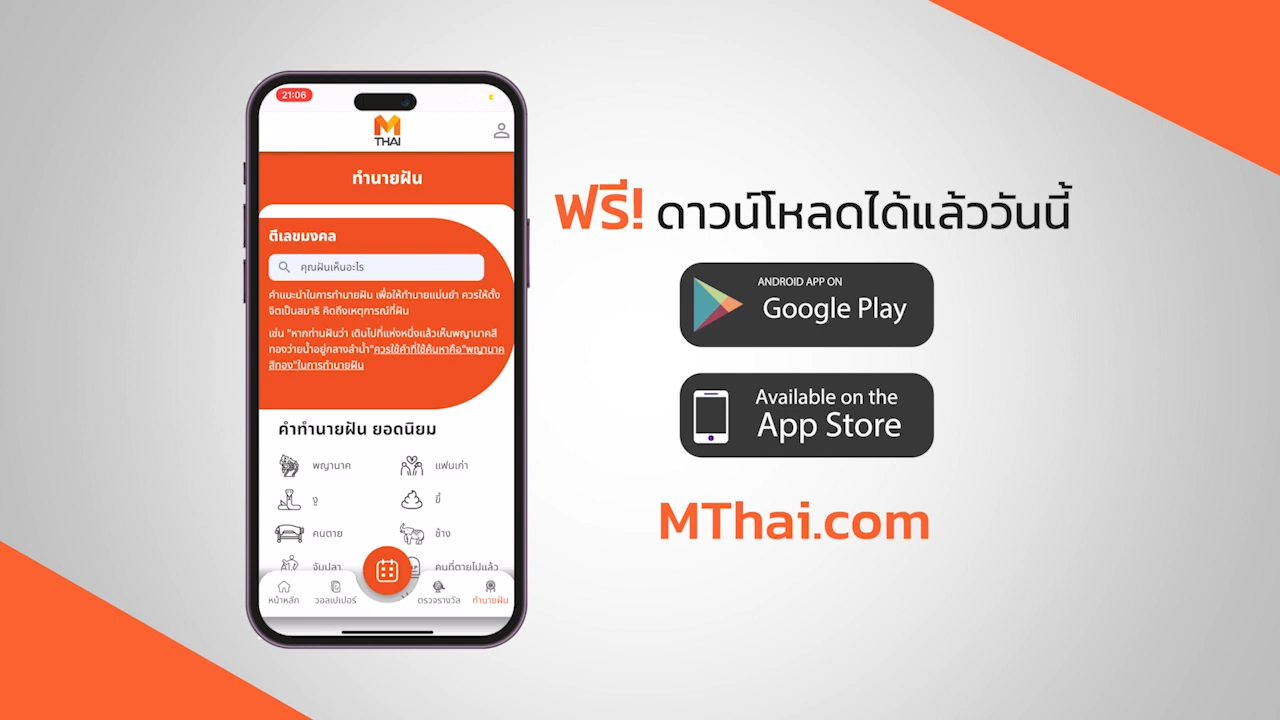 21:06
M
THAI
ทำนายฝัน
ตีเลขมงคล
คุณฝันเห็นอะไร
คำแนะนำในการทำนายฝัน เพื่อให้ทำนายแม่นยำ ควรให้ตั้ง
จิตเป็นสมาธิ คิดถึงเหตุการณ์ที่ฝัน
เช่น "หากท่านฝันว่า เดินไปที่แห่งหนึ่งแล้วเห็นพญานาคสี
ทองว่ายน้ำอยู่กลางลำน้ำ"ควรใช้คำที่ใช้ค้นหาคือ"พญานาค
สีทอง"ในการทำนายฝัน
คำทำนายฝัน ยอดนิยม
พญานาค
แฟนเก่า
งู
ขี้
คนตาย
ช้าง
จับปลา
คนที่ตายไปแล้ว
หน้าหลัก
วอลเปเปอร์
ตรวจรางวัล
ทำนายฝัน
ฟรี! ดาวน์โหลดได้แล้ววันนี้
ANDROID APP ON
Google Play
Available on the
App Store
MThai.com